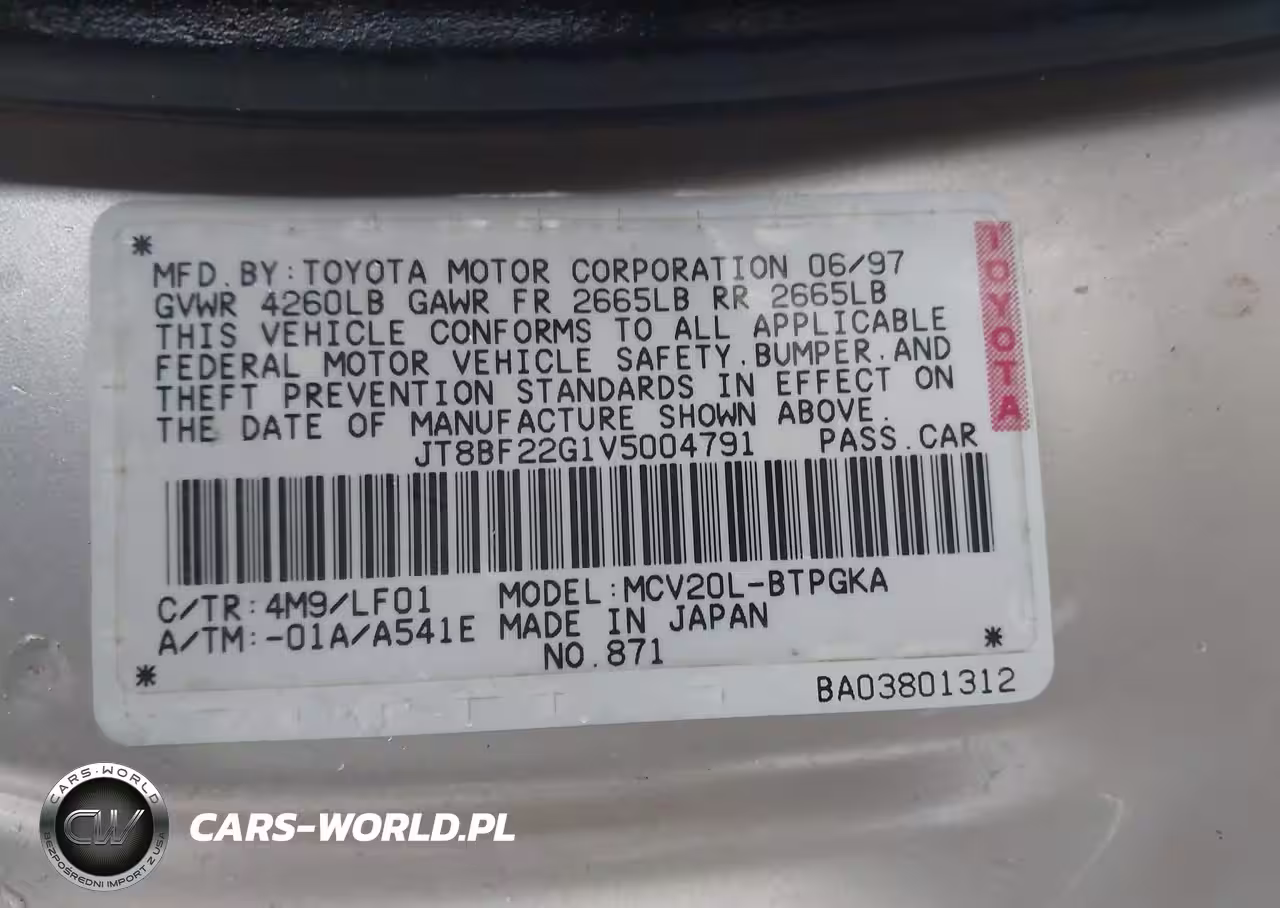 *
MFD.BY:TOYOTA MOTOR CORPORATION 06/97
GVWR 4260LB GAWR FR 2665LB RR 2665LB
THIS VEHICLE CONFORMS TO ALL APPLICABLE
FEDERAL MOTOR VEHICLE SAFETY.BUMPER.AND
THEFT PREVENTION STANDARDS IN EFFECT ON
THE DATE OF MANUFACTURE SHOWN ABOVE.
JT8BF22G1V5004791 PASS.CAR
TOYOTA
C/TR:4M9/LF01 MODEL:MCV20L-BTPGKA
A/TM:-01A/A541E MADE IN JAPAN
NO.871
* *
BA03801312
CARS-WORLD
CW
BEZPOŚREDNI IMPORT Z USA
CARS-WORLD.PL